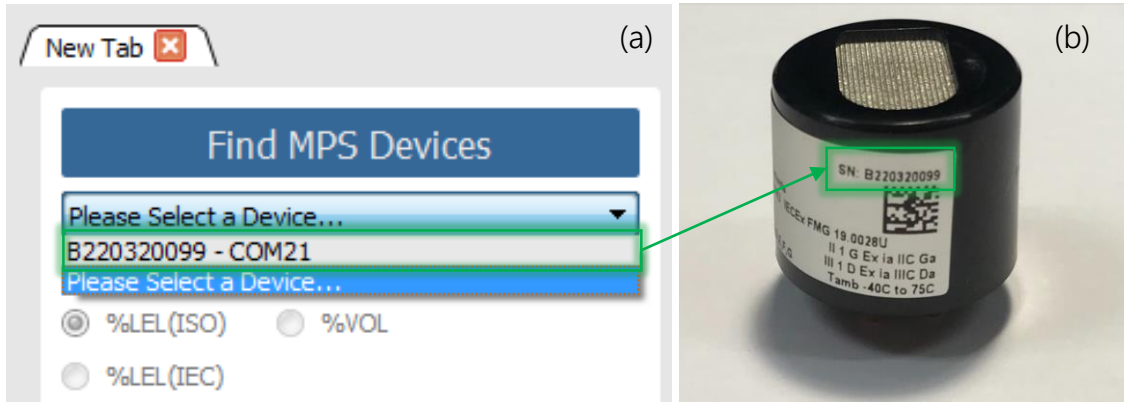 New Tab
(a)
Find MPS Devices
Please Select a Device...
B220320099 - COM21
Please Select a Device...
%LEL(ISO)
%VOL
%LEL(IEC)
(b)
SN: B220320099
IECEx FMG 19.0028U
II 1 G Ex ia IIC Ga
III 1 D Ex ia IIIC Da
Tamb -40C to 75C